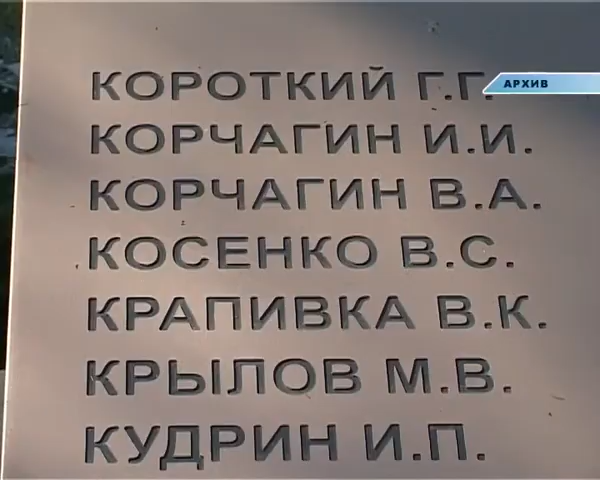 АРХИВ
КОРОТКИЙ Г.Г.
КОРЧАГИН И.И.
КОРЧАГИН В.А.
КОСЕНКО В.С.
КРАПИВКА В.К.
КРЫЛОВ М.В.
КУДРИН И.П.